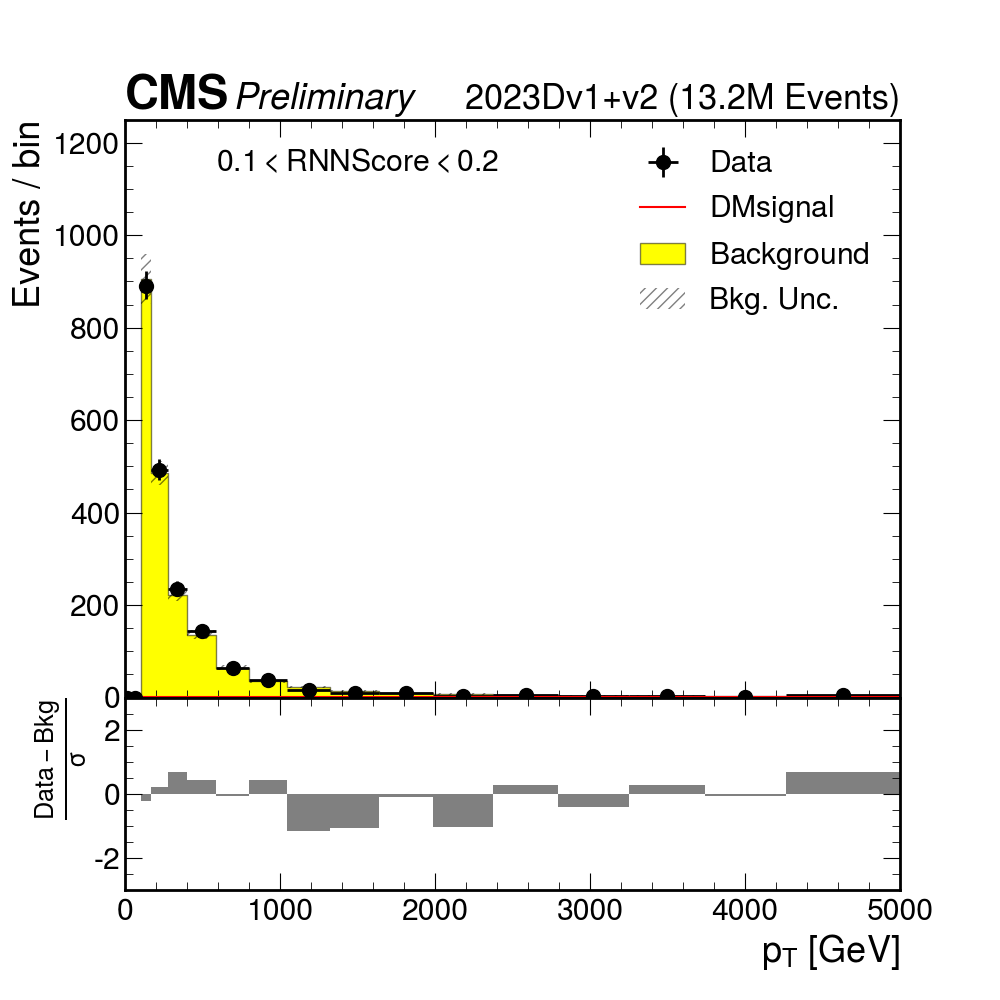 CMS Preliminary 2023Dv1+v2 (13.2M Events)
Events / bin
0.1 < RNNScore < 0.2
Data
DMsignal
Background
Bkg. Unc.
1200
1000
800
600
400
200
0
Data – Bkg
σ
2
0
-2
0 1000 2000 3000 4000 5000
pT [GeV]